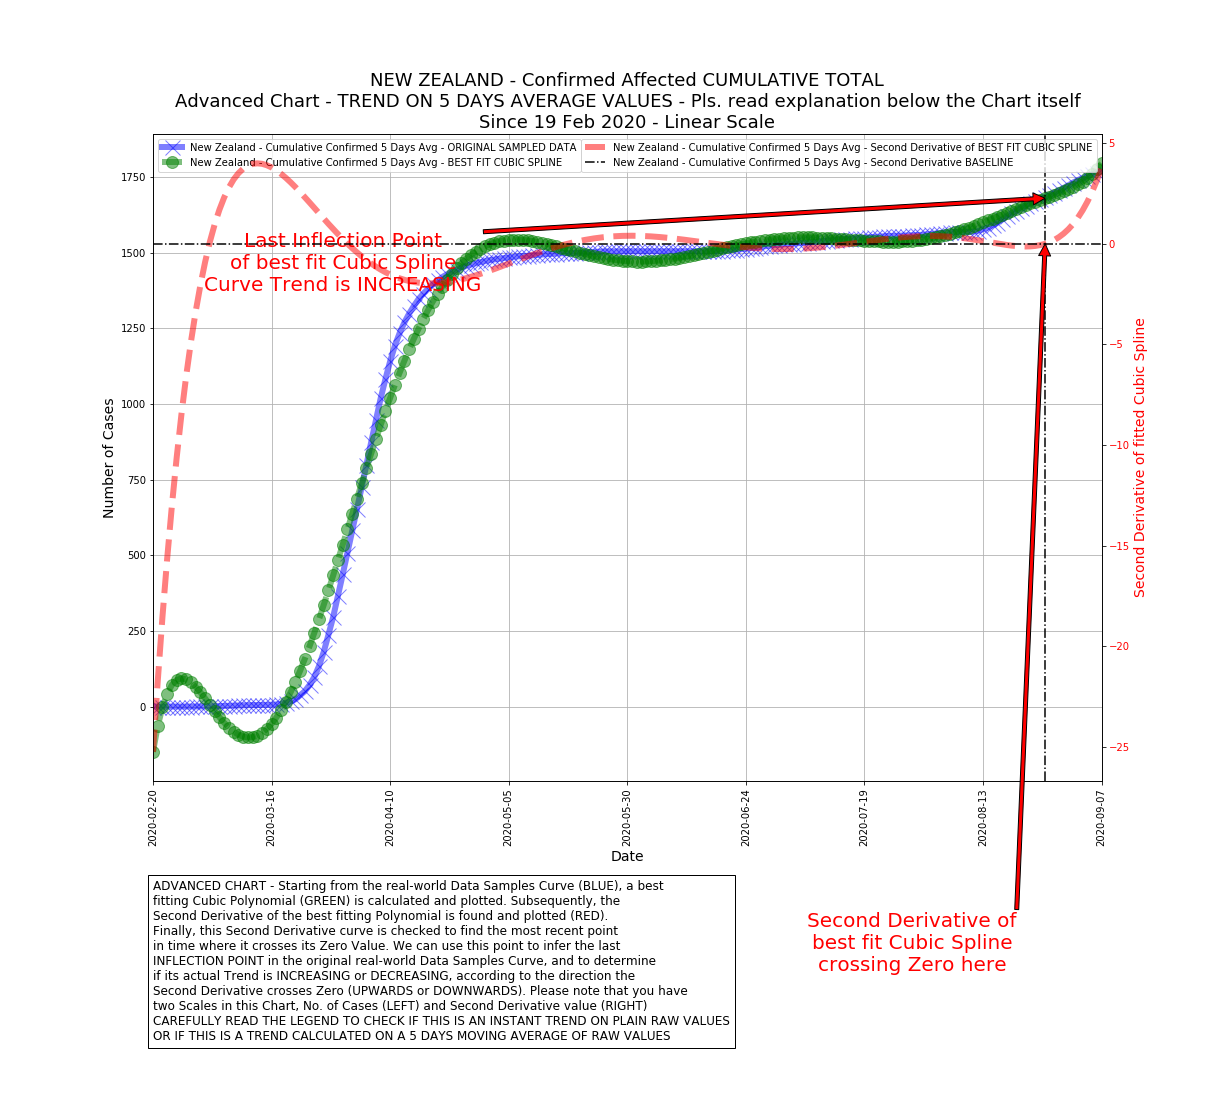 NEW ZEALAND - Confirmed Affected CUMULATIVE TOTAL
Advanced Chart - TREND ON 5 DAYS AVERAGE VALUES - Pls. read explanation below the Chart itself
Since 19 Feb 2020 - Linear Scale
New Zealand - Cumulative Confirmed 5 Days Avg - ORIGINAL SAMPLED DATA
New Zealand - Cumulative Confirmed 5 Days Avg - BEST FIT CUBIC SPLINE
New Zealand - Cumulative Confirmed 5 Days Avg - Second Derivative of BEST FIT CUBIC SPLINE
New Zealand - Cumulative Confirmed 5 Days Avg - Second Derivative BASELINE
Last Inflection Point
of best fit Cubic Spline
Curve Trend is INCREASING
Number of Cases
1750
1500
1250
1000
750
500
250
0
5
0
−5
−10
−15
−20
−25
Second Derivative of fitted Cubic Spline
2020-02-20
2020-03-16
2020-04-10
2020-05-05
2020-05-30
2020-06-24
2020-07-19
2020-08-13
2020-09-07
Date
ADVANCED CHART - Starting from the real-world Data Samples Curve (BLUE), a best
fitting Cubic Polynomial (GREEN) is calculated and plotted. Subsequently, the
Second Derivative of the best fitting Polynomial is found and plotted (RED).
Finally, this Second Derivative curve is checked to find the most recent point
in time where it crosses its Zero Value. We can use this point to infer the last
INFLECTION POINT in the original real-world Data Samples Curve, and to determine
if its actual Trend is INCREASING or DECREASING, according to the direction the
Second Derivative crosses Zero (UPWARDS or DOWNWARDS). Please note that you have
two Scales in this Chart, No. of Cases (LEFT) and Second Derivative value (RIGHT)
CAREFULLY READ THE LEGEND TO CHECK IF THIS IS AN INSTANT TREND ON PLAIN RAW VALUES
OR IF THIS IS A TREND CALCULATED ON A 5 DAYS MOVING AVERAGE OF RAW VALUES
Second Derivative of
best fit Cubic Spline
crossing Zero here